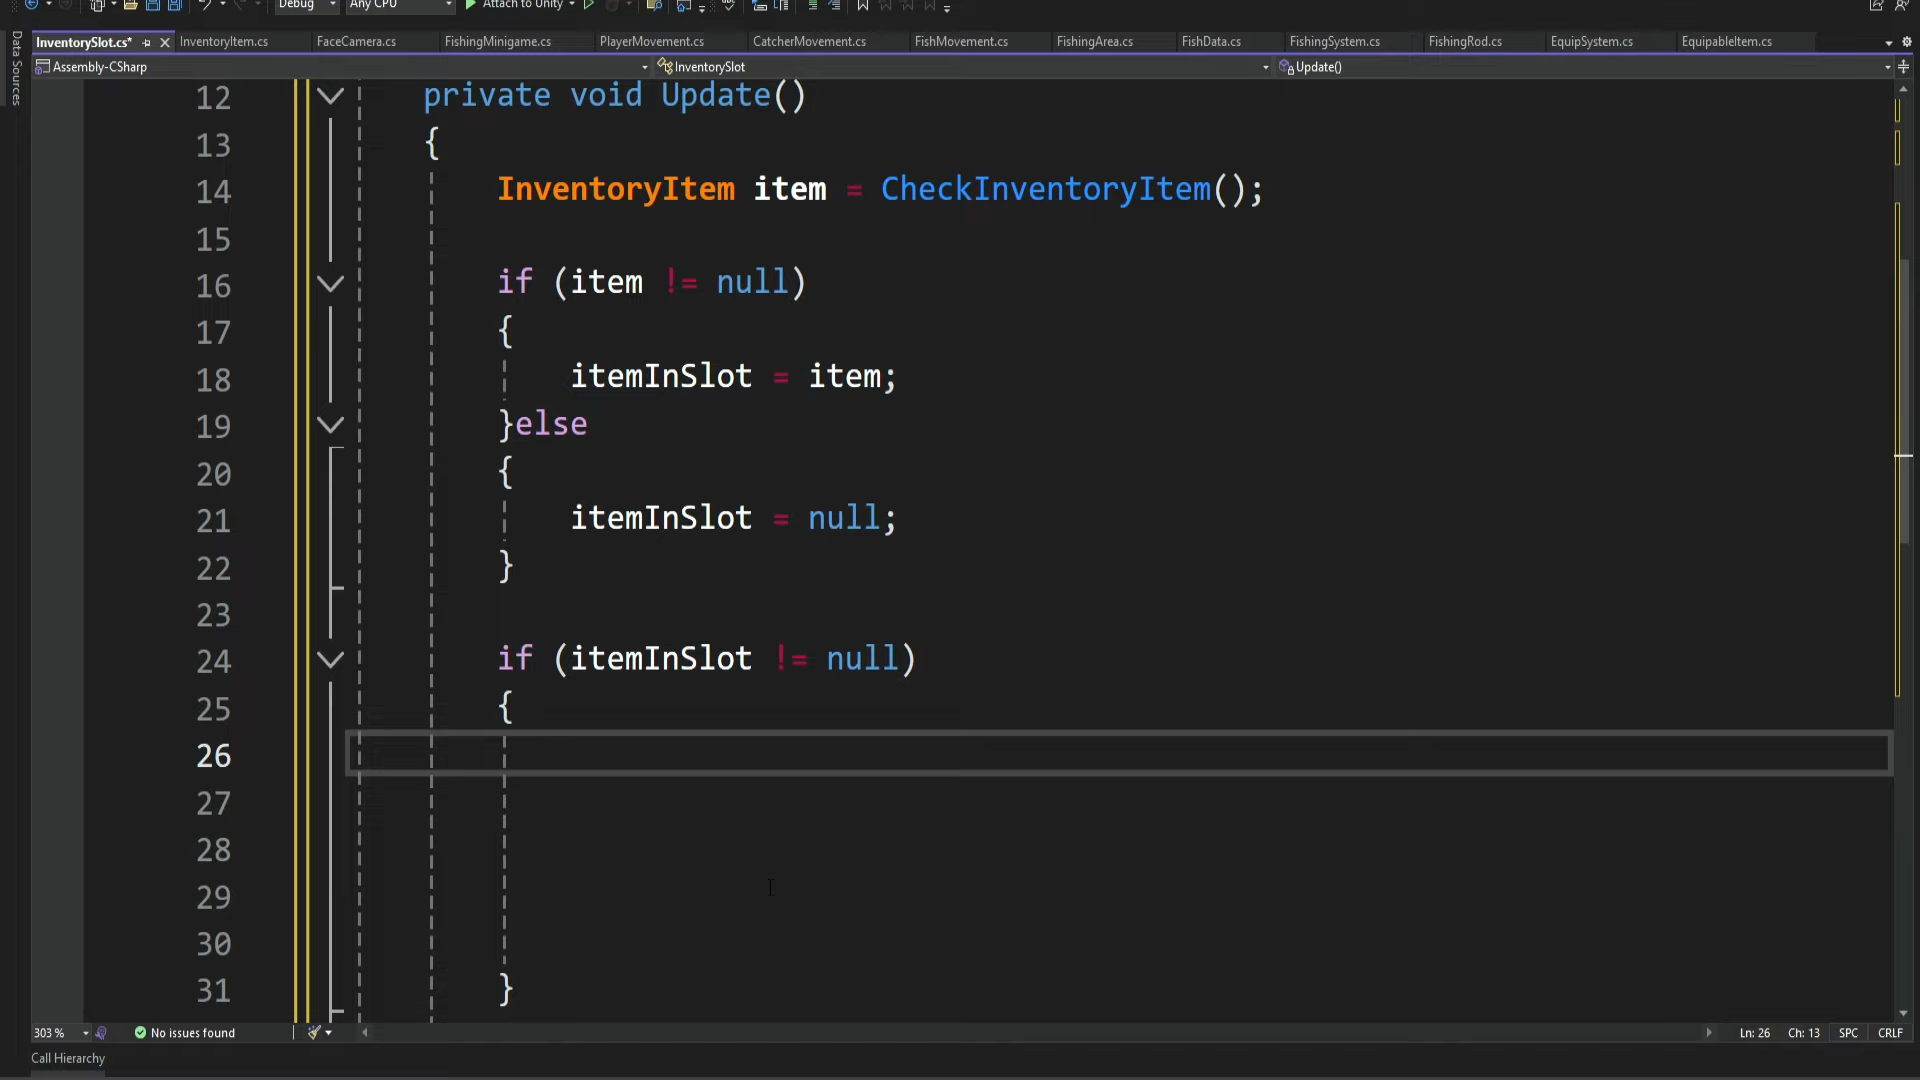 Debug Any CPU Attach to Unity
InventorySlot.cs* InventoryItem.cs FaceCamera.cs FishingMinigame.cs PlayerMovement.cs CatcherMovement.cs FishMovement.cs FishingArea.cs FishData.cs FishingSystem.cs FishingRod.cs EquipSystem.cs EquipableItem.cs
Data Sources
Assembly-CSharp InventorySlot Update()
12 private void Update()
13 {
14 InventoryItem item = CheckInventoryItem();
15
16 if (item != null)
17 {
18 itemInSlot = item;
19 }else
20 {
21 itemInSlot = null;
22 }
23
24 if (itemInSlot != null)
25 {
26
27
28
29
30
31 }
303 % No issues found Ln: 26 Ch: 13 SPC CRLF
Call Hierarchy